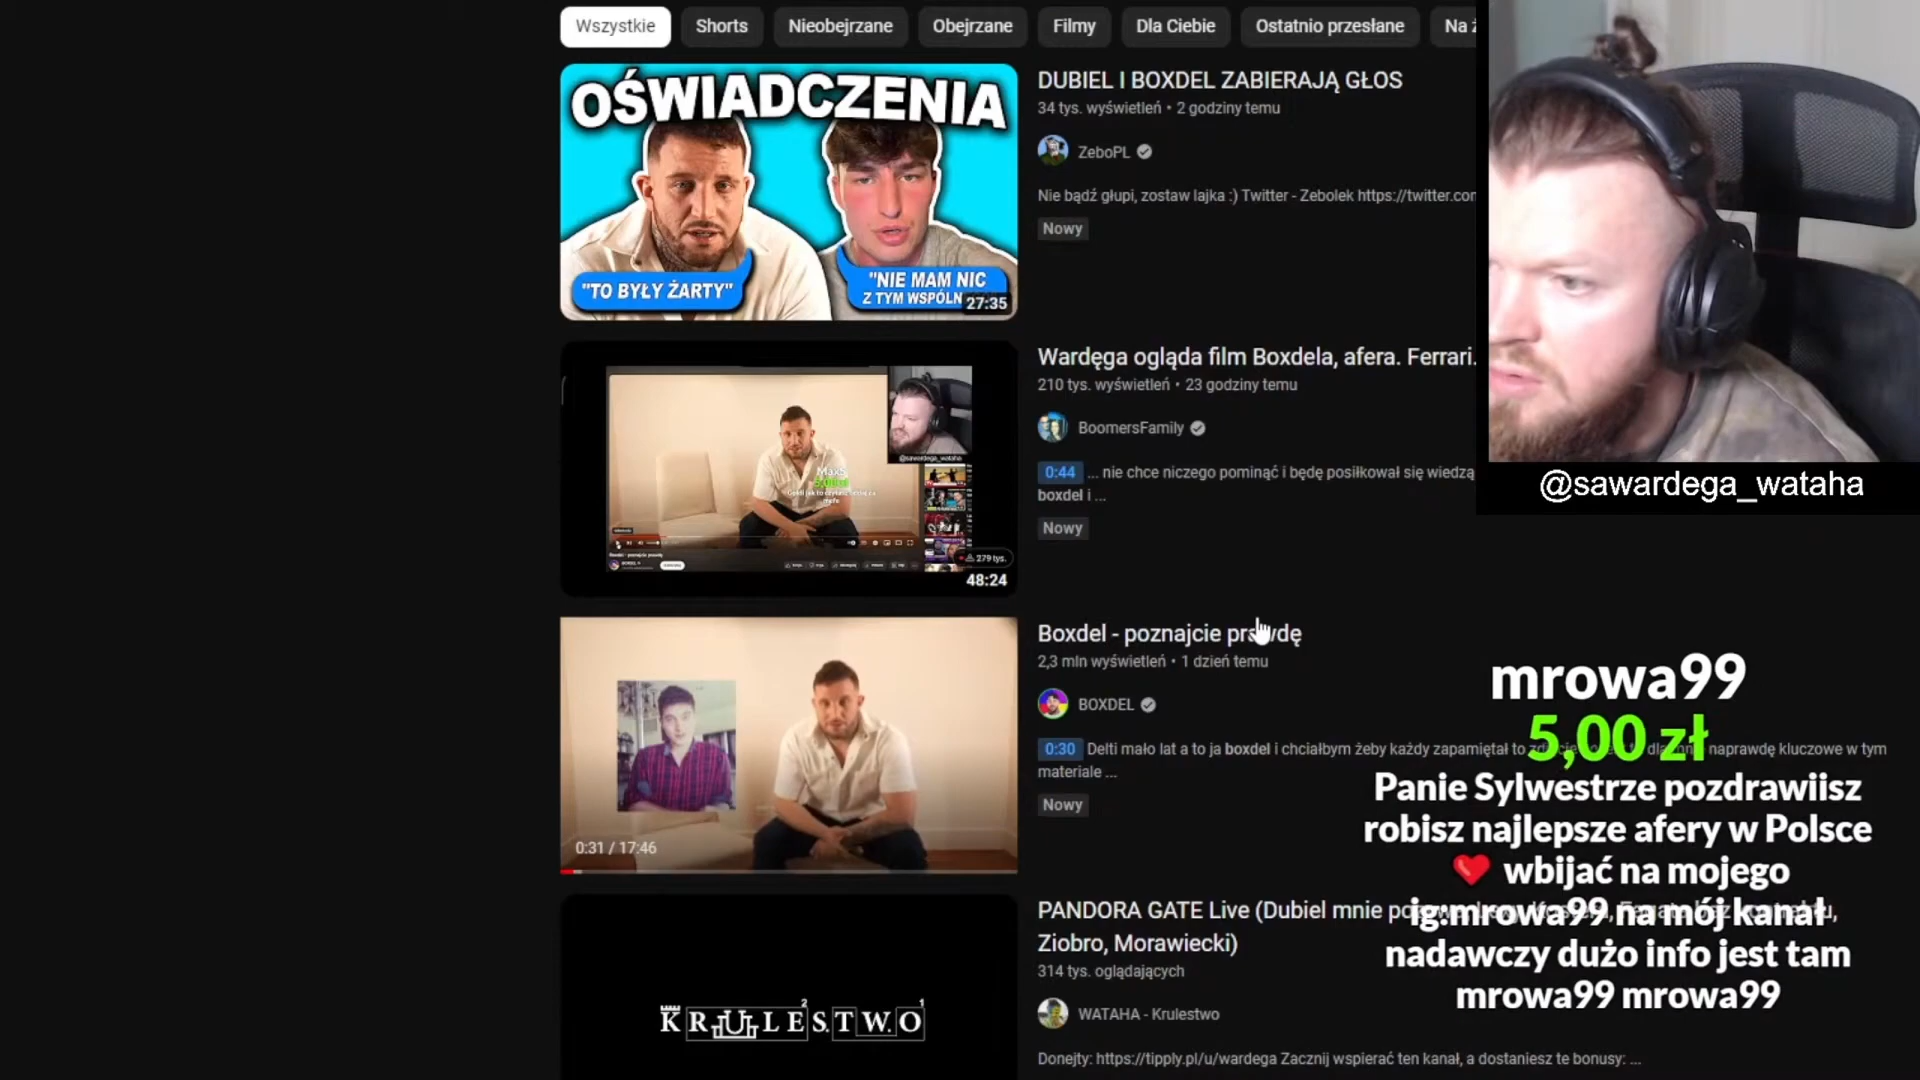 Wszystkie Shorts Nieobejrzane Obejrzane Filmy Dla Ciebie Ostatnio przesłane Na ż
OŚWIADCZENIA
"TO BYŁY ŻARTY"
"NIE MAM NIC
Z TYM WSPÓLN
27:35
DUBIEL I BOXDEL ZABIERAJĄ GŁOS
34 tys. wyświetleń • 2 godziny temu
ZeboPL
Nie bądź głupi, zostaw lajka :) Twitter - Zebolek https://twitter.com
Nowy
@sawardega_wataha
279 tys.
48:24
Wardęga ogląda film Boxdela, afera. Ferrari.
210 tys. wyświetleń • 23 godziny temu
BoomersFamily
0:44 ... nie chce niczego pominąć i będę posiłkował się wiedzą
boxdel i ...
Nowy
@sawardega_wataha
0:31 / 17:46
Boxdel - poznajcie prawdę
2,3 mln wyświetleń • 1 dzień temu
BOXDEL
0:30 Delti mało lat a to ja boxdel i chciałbym żeby każdy zapamiętał to naprawdę kluczowe w tym
materiale ...
Nowy
mrowa99
5,00 zł
Panie Sylwestrze pozdrawiisz
robisz najlepsze afery w Polsce
❤ wbijać na mojego
ig:mrowa99 na mój kanał
nadawczy dużo info jest tam
mrowa99 mrowa99
KRULESTWO
2 1
PANDORA GATE Live (Dubiel mnie
Ziobro, Morawiecki)
314 tys. oglądających
WATAHA - Krulestwo
Donejty: https://tipply.pl/u/wardega Zacznij wspierać ten kanał, a dostaniesz te bonusy: ...